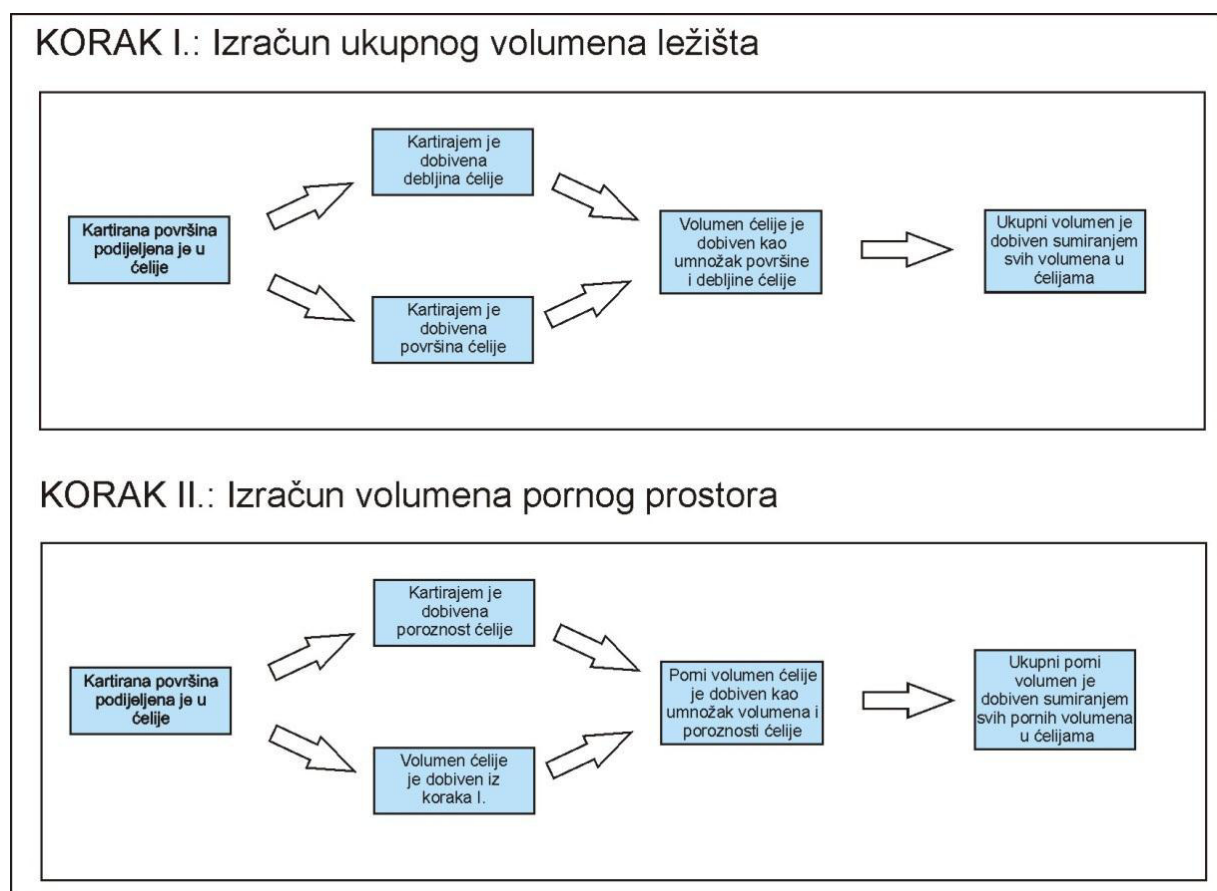 KORAK I.: Izračun ukupnog volumena ležišta
Kartirajem je
dobivena
debljina ćelije
Kartirana površina
podijeljena je u
ćelije
Volumen ćelije je
dobiven kao
umnožak površine
i debljine ćelije
Ukupni volumen je
dobiven sumiranjem
svih volumena u
ćelijama
Kartirajem je
dobivena
površina ćelije
KORAK II.: Izračun volumena pornog prostora
Kartirajem je
dobivena
poroznost ćelije
Kartirana površina
podijeljena je u
ćelije
Porni volumen ćelije
je dobiven kao
umnožak volumena i
poroznosti ćelije
Ukupni porni
volumen je
dobiven sumiranjem
svih pornih volumena
u ćelijama
Volumen ćelije
je dobiven iz
koraka I.